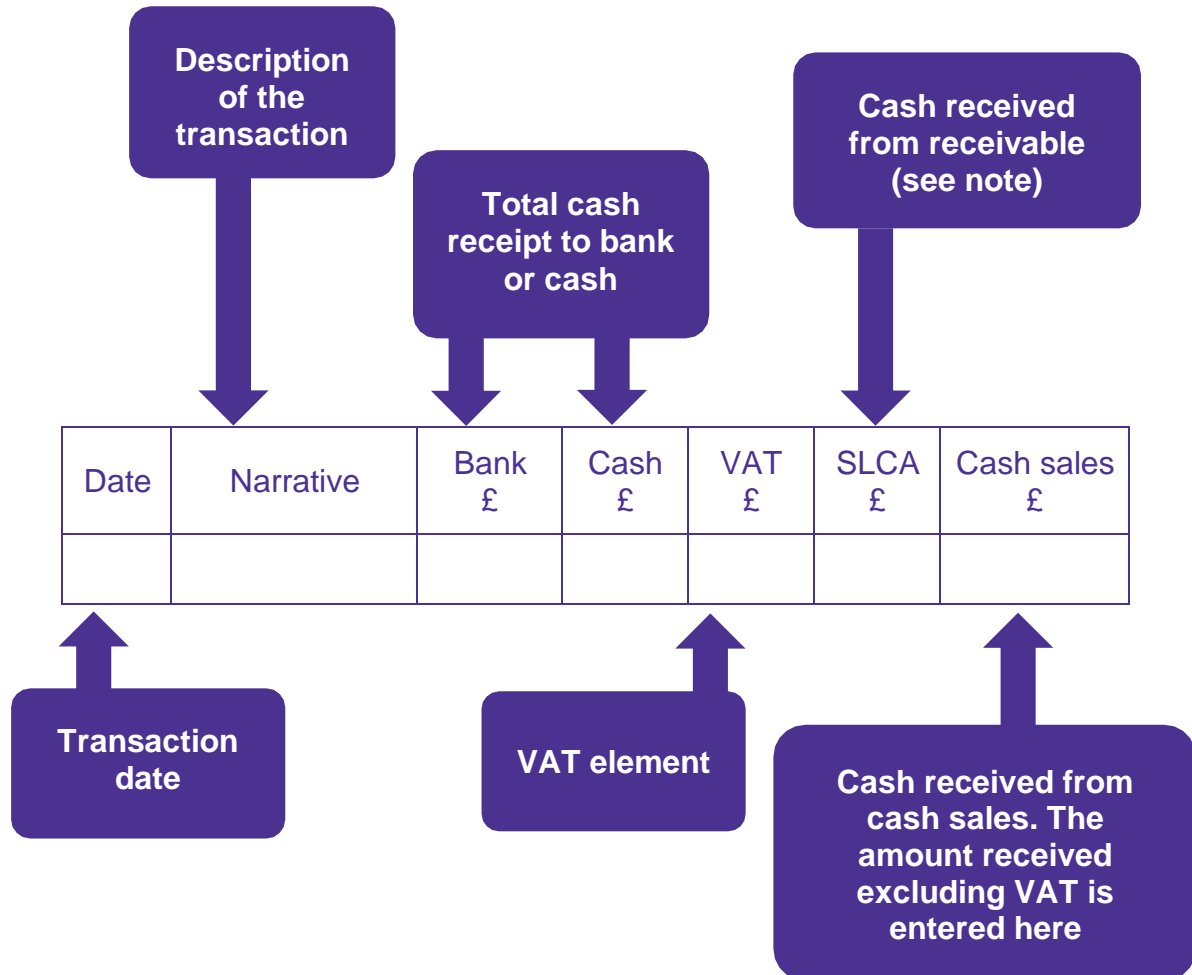 Description
of the
transaction
Total cash
receipt to bank
or cash
Cash received
from receivable
(see note)
Date
Narrative
Bank
£
Cash
£
VAT
£
SLCA
£
Cash sales
£
Transaction
date
VAT element
Cash received from
cash sales. The
amount received
excluding VAT is
entered here